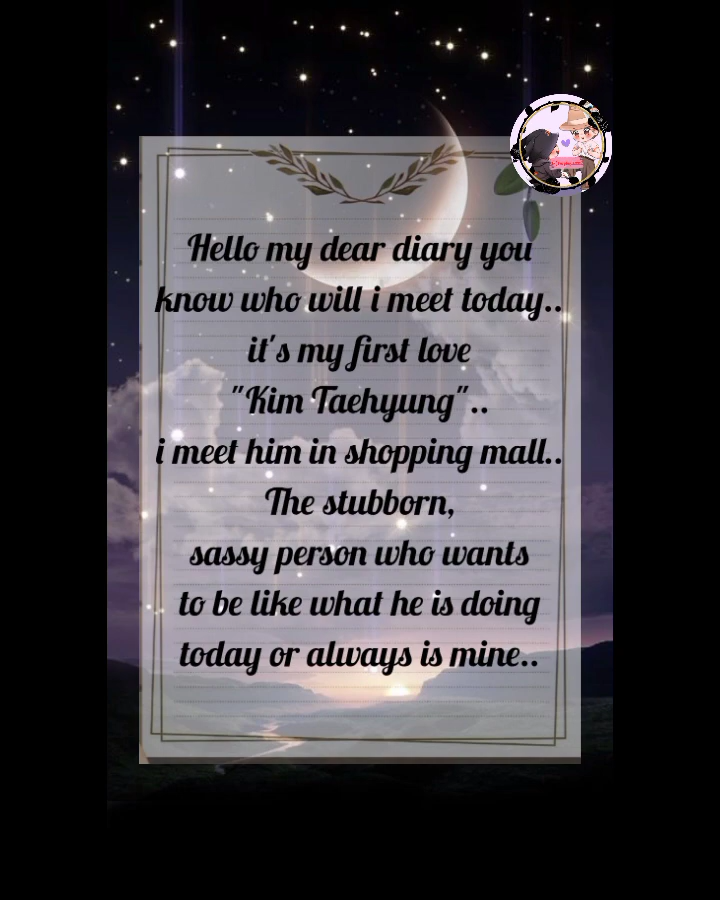 Hello my dear diary you
know who will i meet today..
it's my first love
"Kim Taehyung"..
i meet him in shopping mall..
The stubborn,
sassy person who wants
to be like what he is doing
today or always is mine..